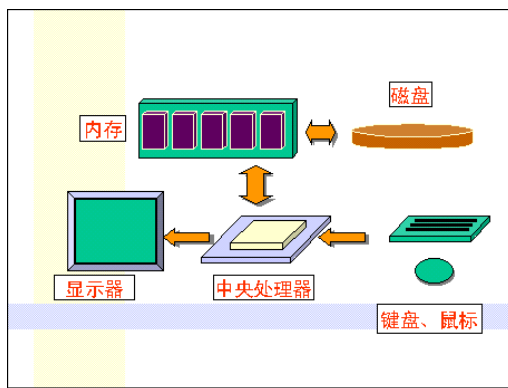 磁盘
内存
显示器
中央处理器
键盘、鼠标